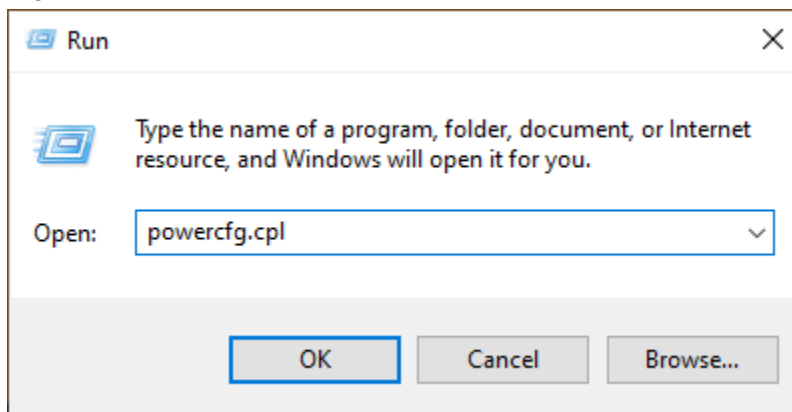 Run
Type the name of a program, folder, document, or Internet
resource, and Windows will open it for you.
Open: powercfg.cpl
OK Cancel Browse...